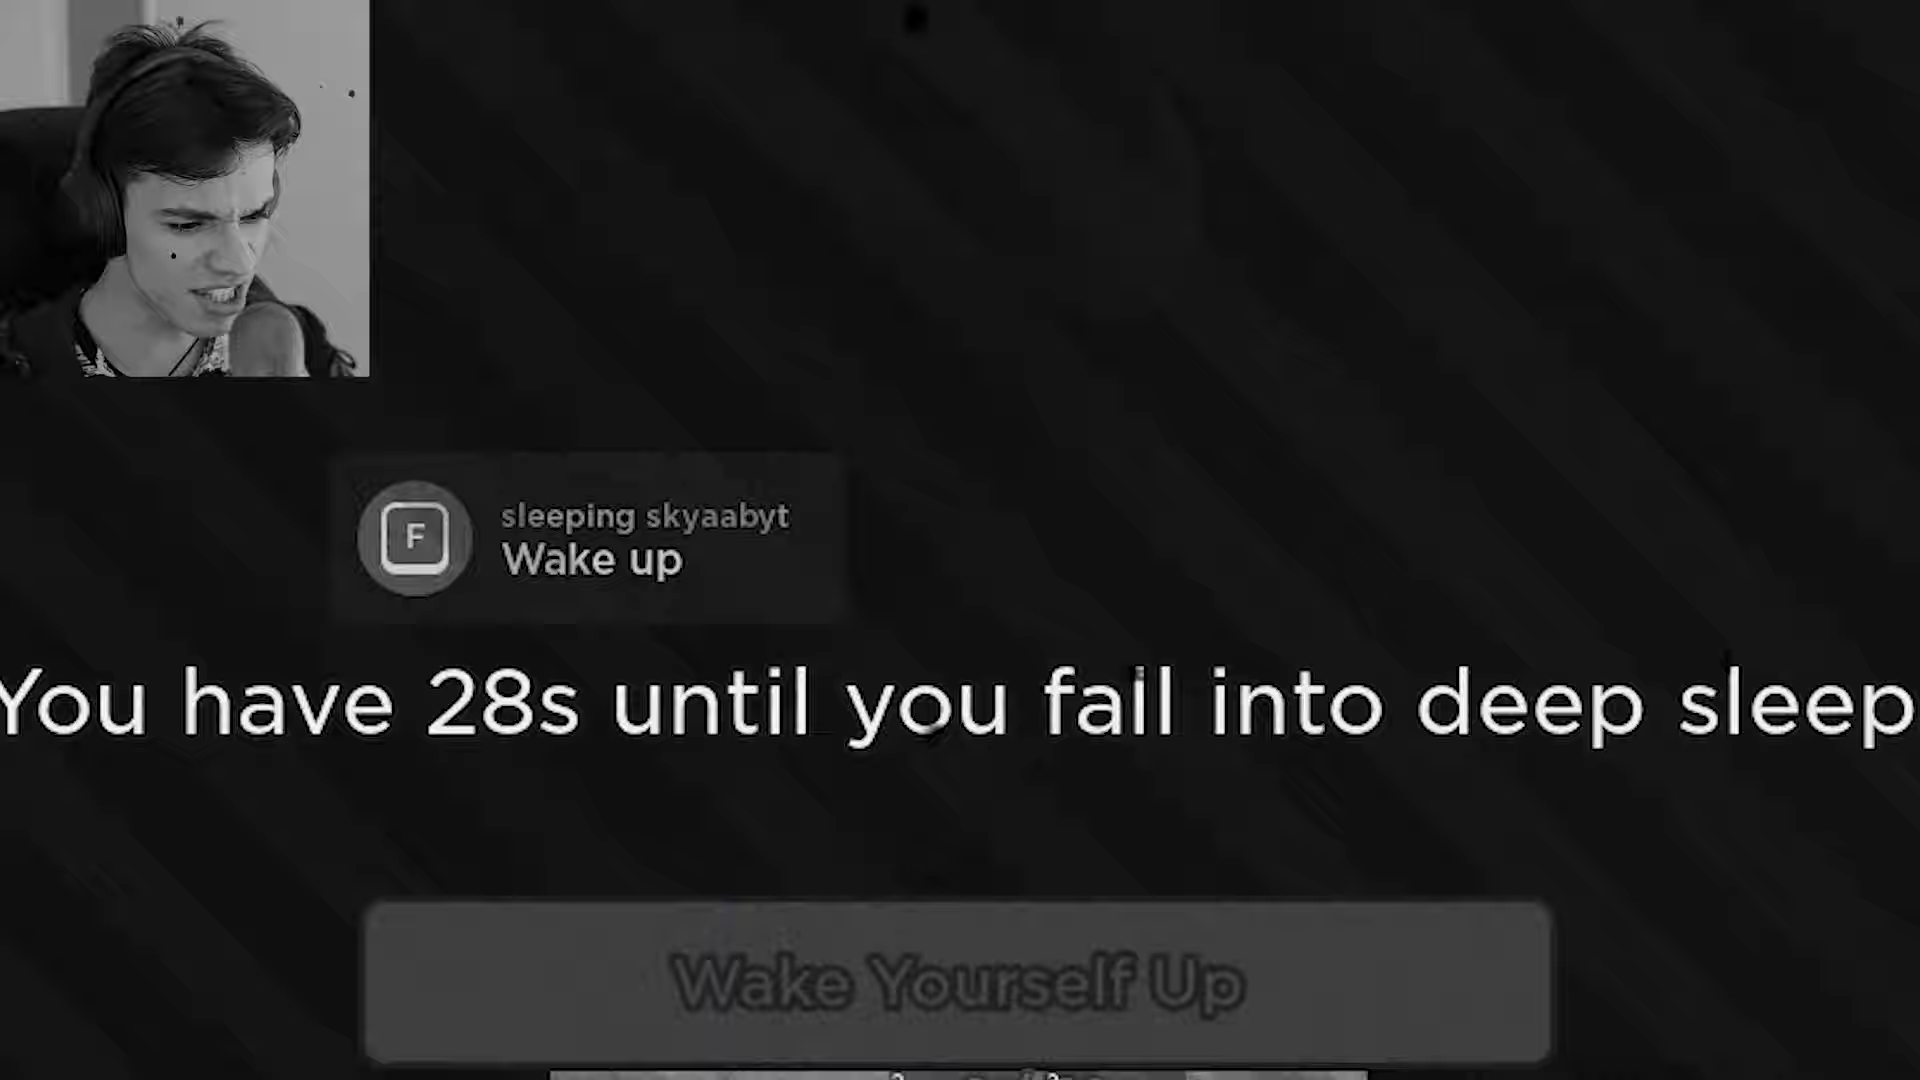 F
sleeping skyaabyt
Wake up
You have 28s until you fall into deep sleep
Wake Yourself Up